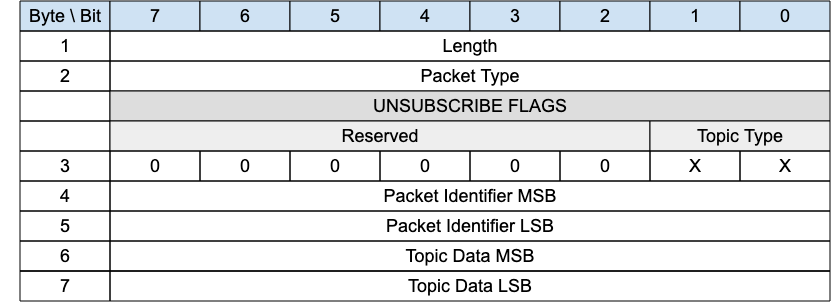 Byte \ Bit 7 6 5 4 3 2 1 0
1 Length
2 Packet Type
UNSUBSCRIBE FLAGS
Reserved Topic Type
3 0 0 0 0 0 0 X X
4 Packet Identifier MSB
5 Packet Identifier LSB
6 Topic Data MSB
7 Topic Data LSB